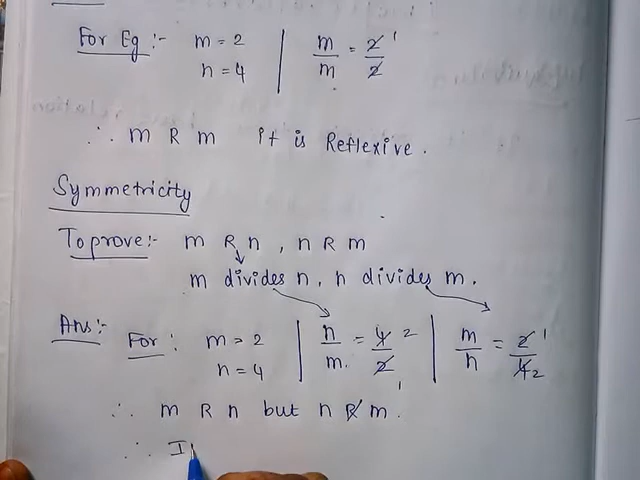 For Eg :- m = 2 | m/m = 2/2 1
n = 4
∴ m R m it is Reflexive.
Symmetricity
To prove:- m R n, n R m
m divides n, n divides m.
Ans:- For: m = 2 | n/m = 4/2 2 1 | m/n = 2/4 1 2
n = 4
∴ m R n but n R̸ m.
∴ I